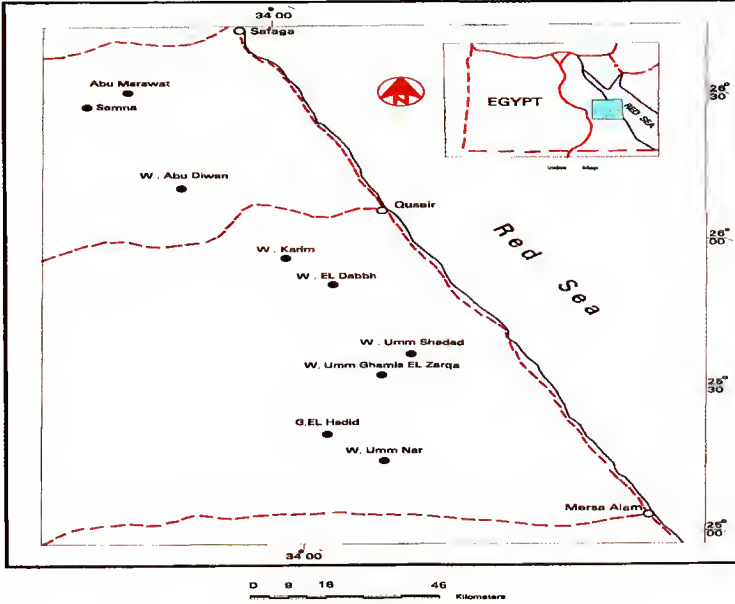 34 00
Safaga
Abu Marawat
Semna
N
EGYPT
RED SEA
26°
30
W . Abu Diwan
Quseir
Red Sea
26°
00
W . Karim
W . EL Dabbh
W . Umm Shadad
W. Umm Ghamis EL Zarqa
25°
30
G.EL Hadid
W. Umm Nar
Mersa Alam
25°
00
34 00
0 9 18 46
Kilometers